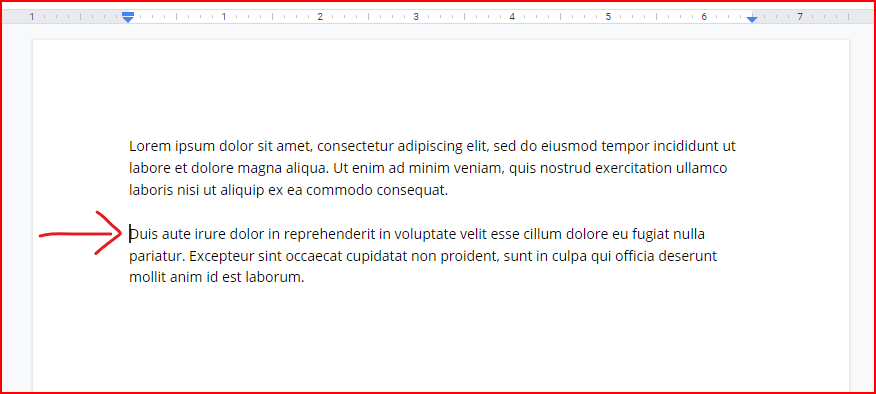 1 1 2 3 4 5 6 7
Lorem ipsum dolor sit amet, consectetur adipiscing elit, sed do eiusmod tempor incididunt ut
labore et dolore magna aliqua. Ut enim ad minim veniam, quis nostrud exercitation ullamco
laboris nisi ut aliquip ex ea commodo consequat.
Duis aute irure dolor in reprehenderit in voluptate velit esse cillum dolore eu fugiat nulla
pariatur. Excepteur sint occaecat cupidatat non proident, sunt in culpa qui officia deserunt
mollit anim id est laborum.